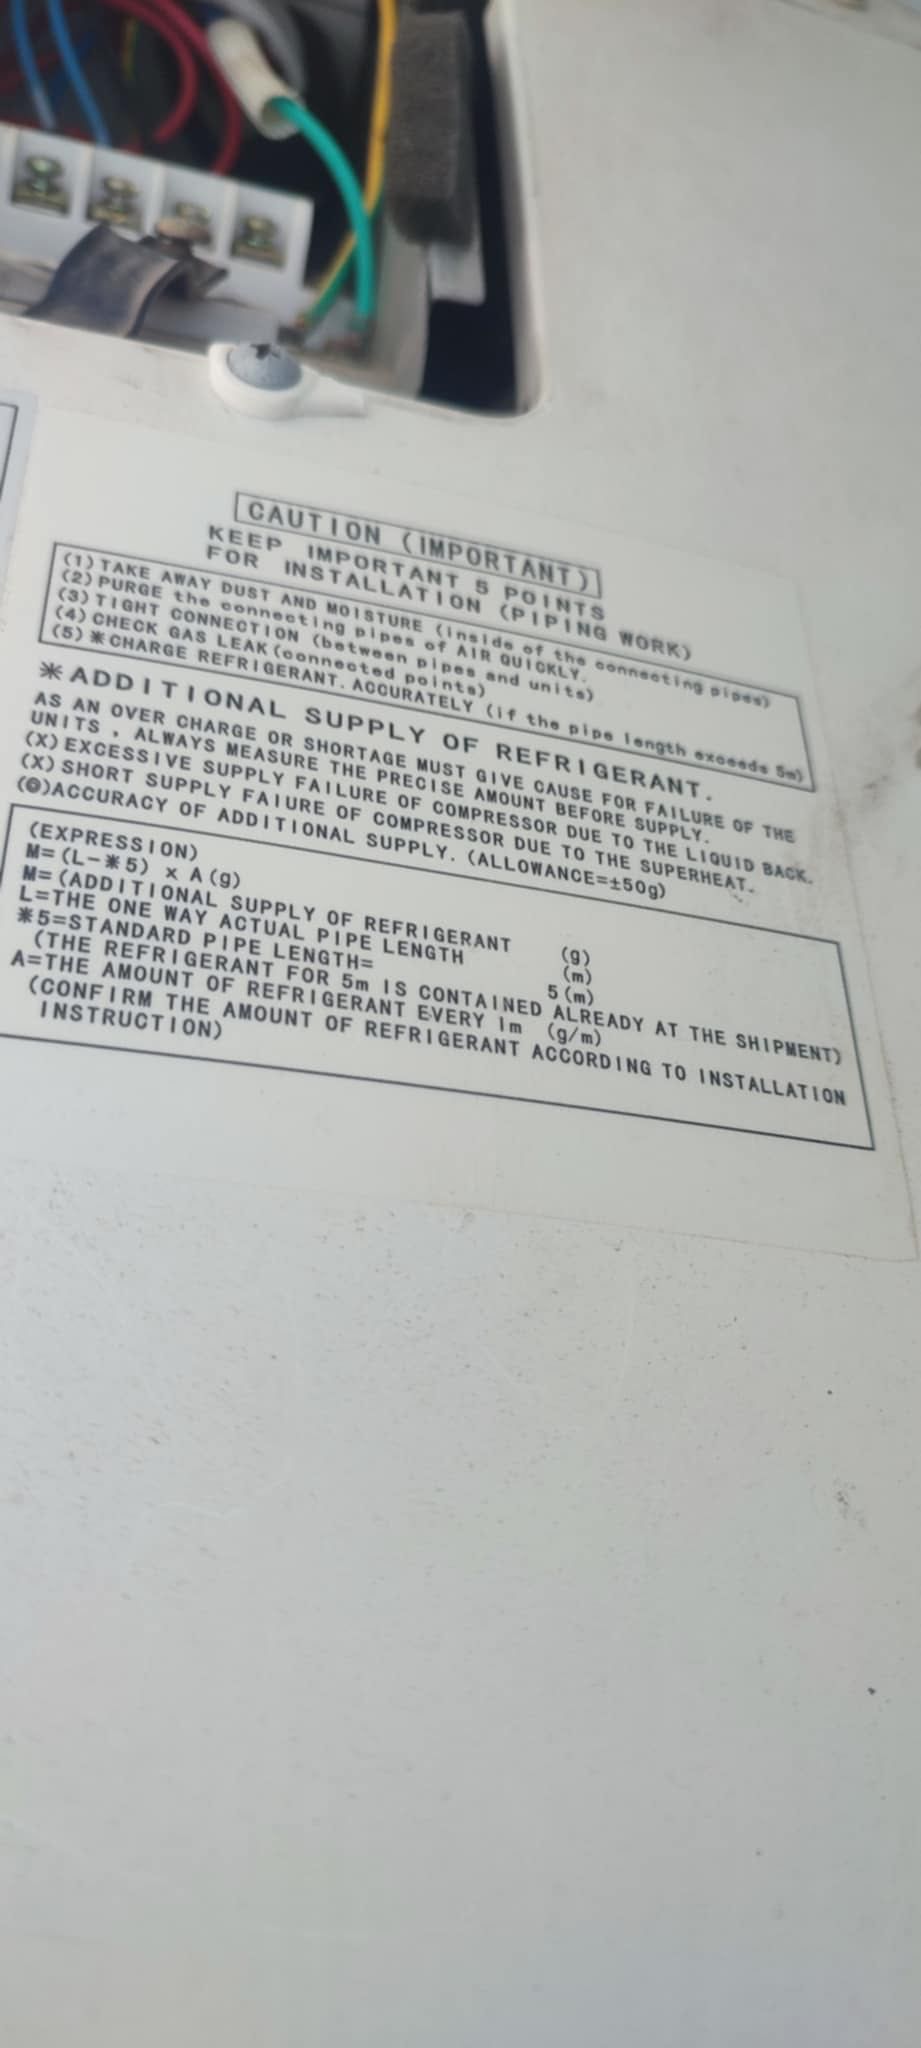 CAUTION (IMPORTANT)
KEEP IMPORTANT 5 POINTS
FOR INSTALLATION (PIPING WORK)
(1) TAKE AWAY DUST AND MOISTURE (inside of the connecting pipes)
(2) PURGE the connecting pipes of AIR QUICKLY.
(3) TIGHT CONNECTION (between pipes and units)
(4) CHECK GAS LEAK (connected points)
(5) *CHARGE REFRIGERANT. ACCURATELY (if the pipe length exceeds 5m)
*ADDITIONAL SUPPLY OF REFRIGERANT.
AS AN OVER CHARGE OR SHORTAGE MUST GIVE CAUSE FOR FAILURE OF THE
UNITS , ALWAYS MEASURE THE PRECISE AMOUNT BEFORE SUPPLY.
(X) EXCESSIVE SUPPLY FAILURE OF COMPRESSOR DUE TO THE LIQUID BACK.
(X) SHORT SUPPLY FAIURE OF COMPRESSOR DUE TO THE SUPERHEAT.
(◎)ACCURACY OF ADDITIONAL SUPPLY. (ALLOWANCE=±50g)
(EXPRESSION)
M=(L-*5) x A (g)
M=(ADDITIONAL SUPPLY OF REFRIGERANT (g)
L=THE ONE WAY ACTUAL PIPE LENGTH (m)
*5=STANDARD PIPE LENGTH= 5 (m)
(THE REFRIGERANT FOR 5m IS CONTAINED ALREADY AT THE SHIPMENT)
A=THE AMOUNT OF REFRIGERANT EVERY 1m (g/m)
(CONFIRM THE AMOUNT OF REFRIGERANT ACCORDING TO INSTALLATION
INSTRUCTION)